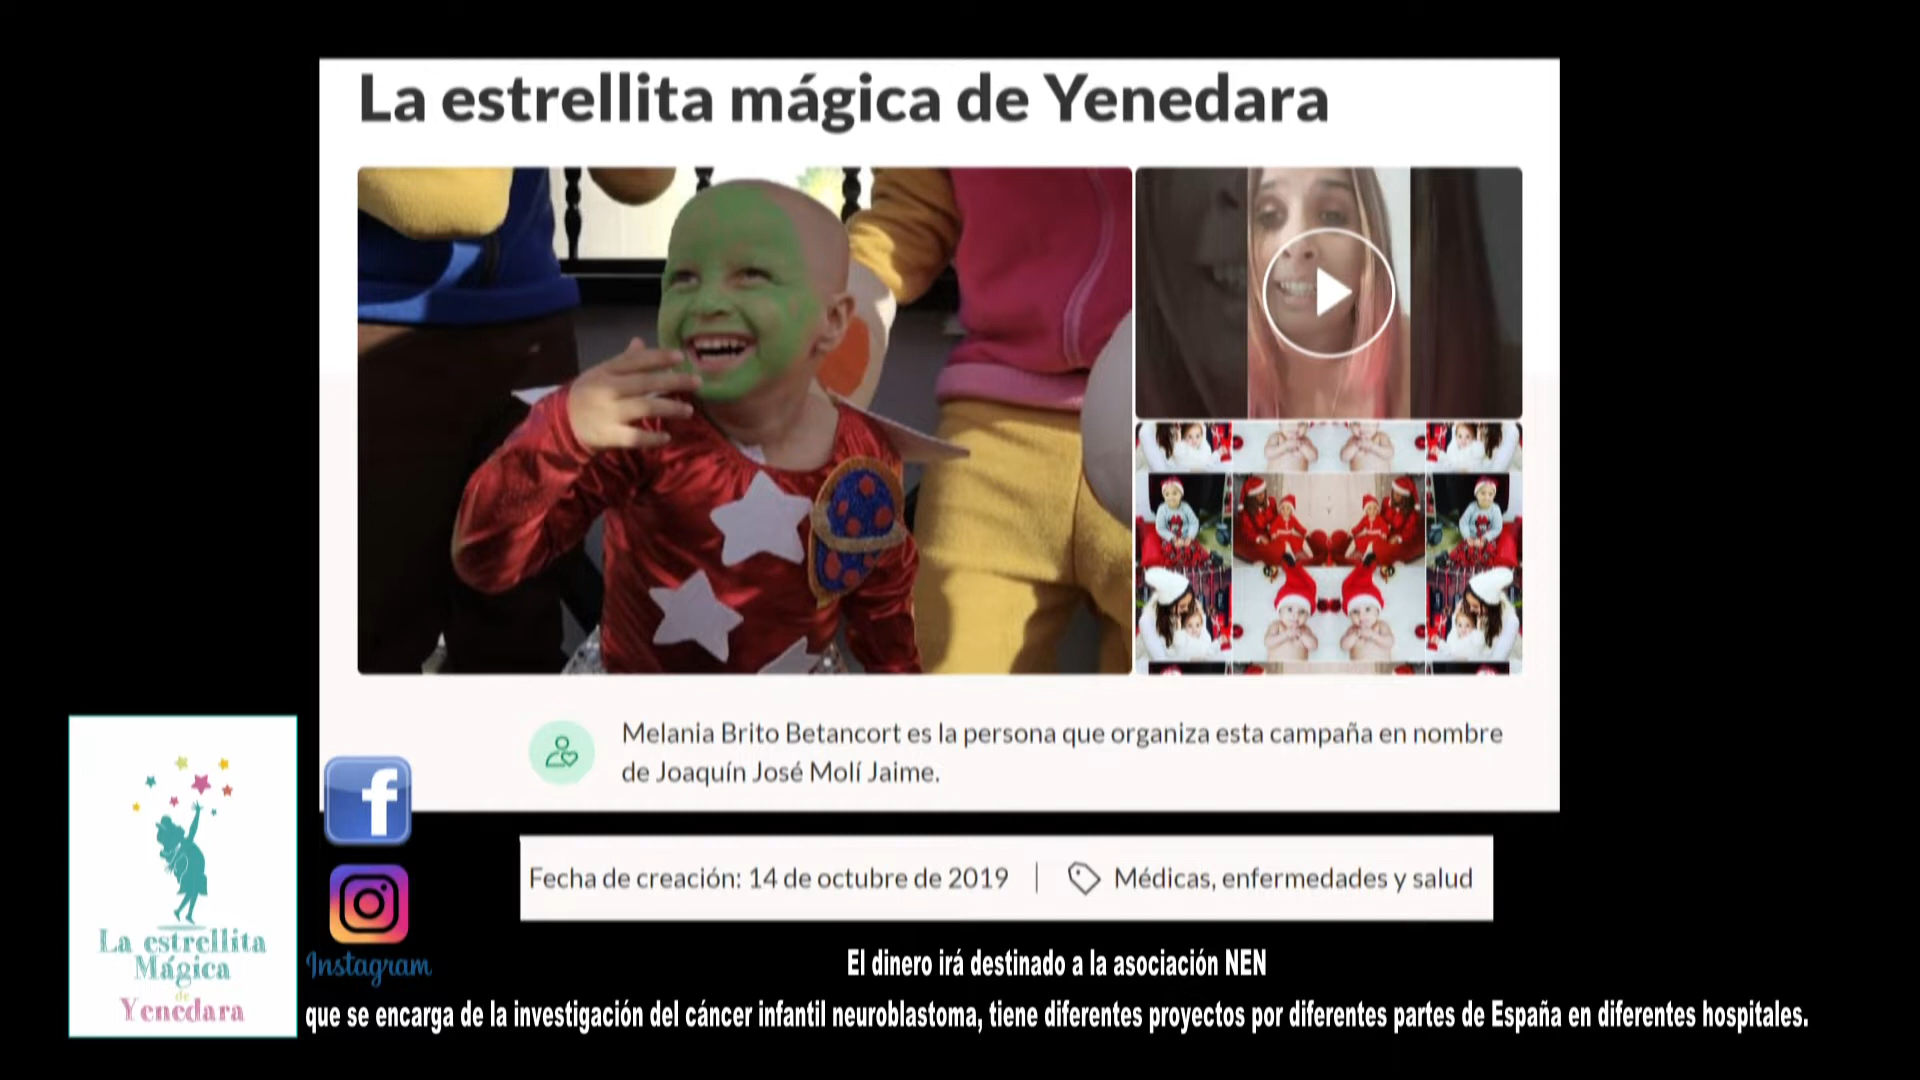 La estrellita mágica de Yenedara
Melania Brito Betancort es la persona que organiza esta campaña en nombre
de Joaquín José Molí Jaime.
Fecha de creación: 14 de octubre de 2019
Médicas, enfermedades y salud
La estrellita
Mágica
de
Yenedara
f
Instagram
El dinero irá destinado a la asociación NEN
que se encarga de la investigación del cáncer infantil neuroblastoma, tiene diferentes proyectos por diferentes partes de España en diferentes hospitales.